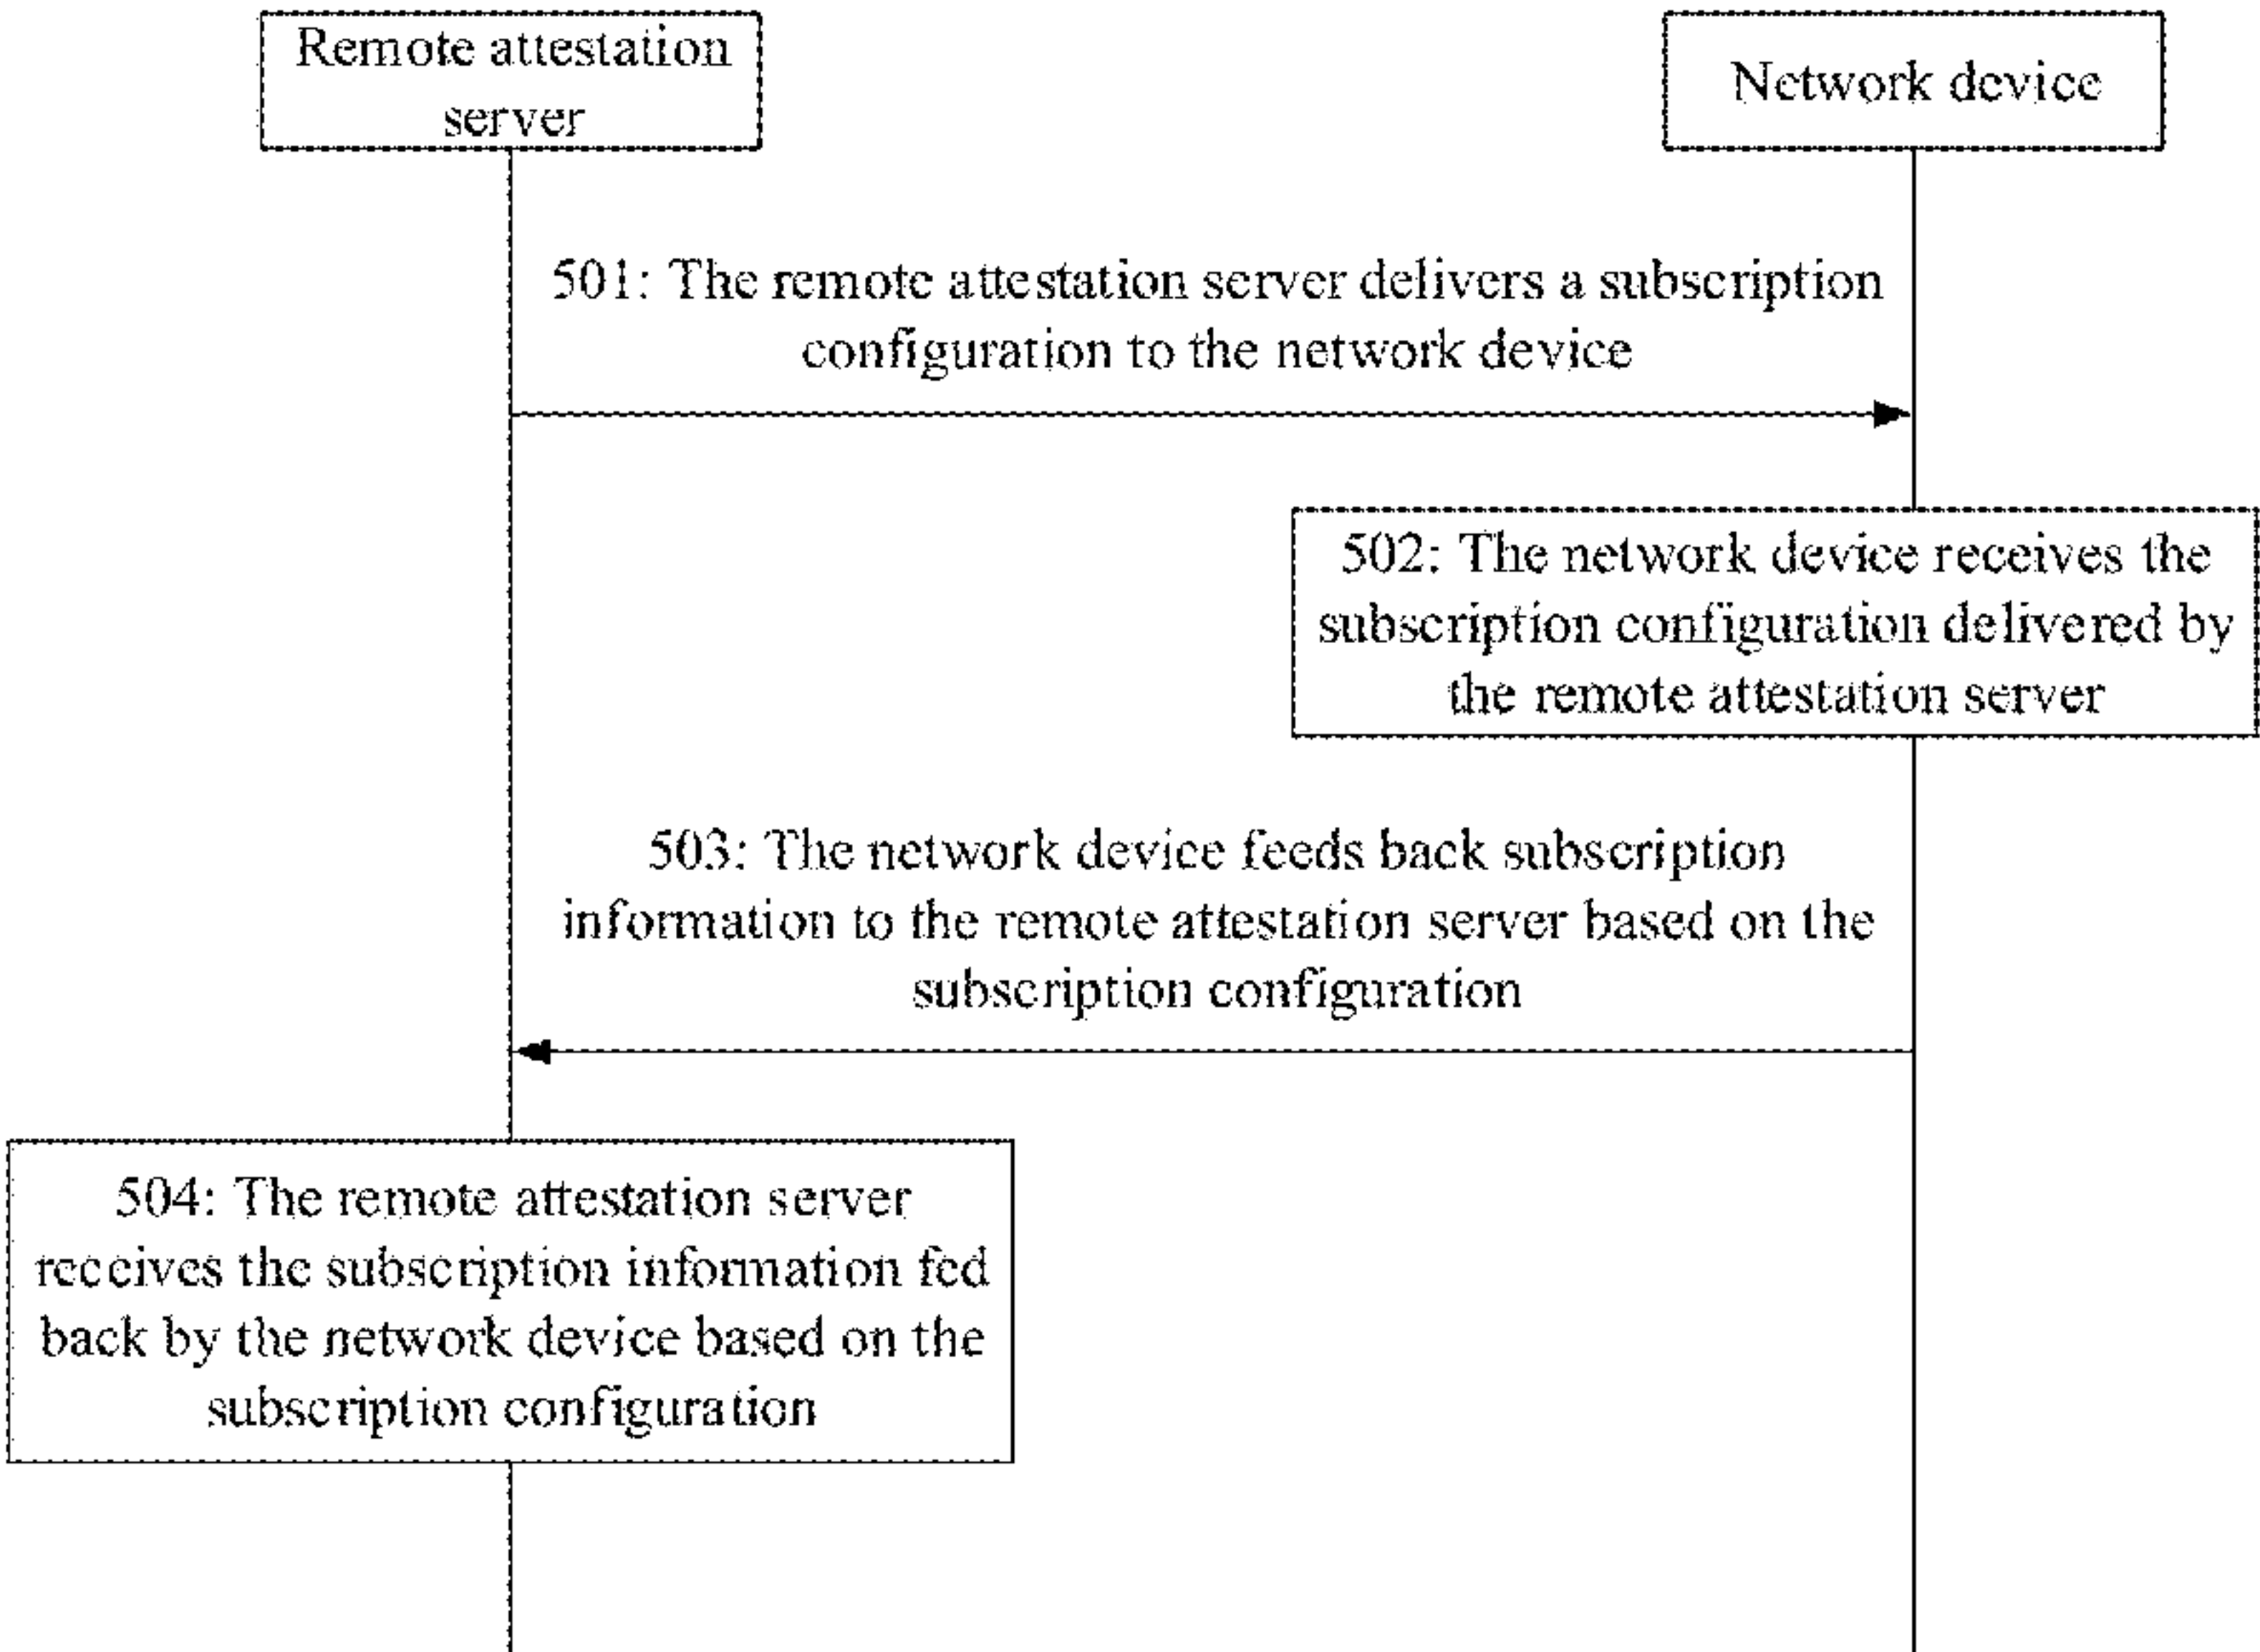 Remote attestation
server
Network device
501: The remote attestation server delivers a subscription
configuration to the network device
502: The network device receives the
subscription configuration delivered by
the remote attestation server
503: The network device feeds back subscription
information to the remote attestation server based on the
subscription configuration
504: The remote attestation server
receives the subscription information fed
back by the network device based on the
subscription configuration